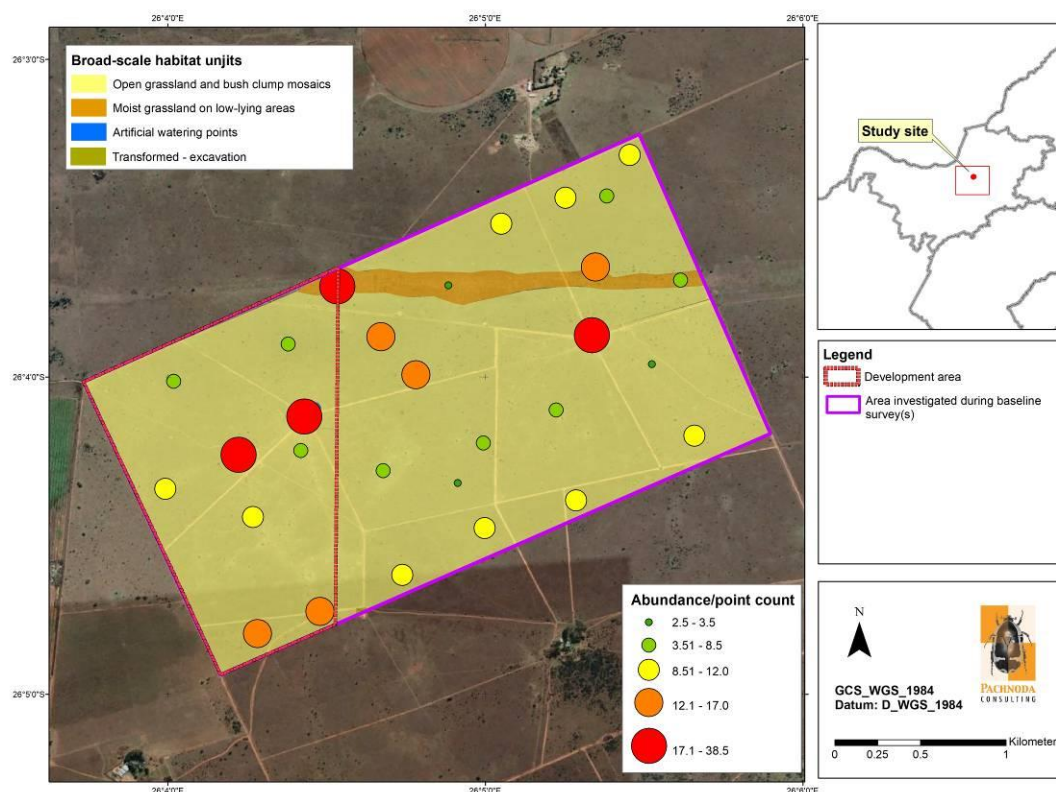 26°4'0"E
26°5'0"E
26°6'0"E
26°3'0"S
26°4'0"S
26°5'0"S
Broad-scale habitat unjits
Open grassland and bush clump mosaics
Moist grassland on low-lying areas
Artificial watering points
Transformed - excavation
Study site
Legend
Development area
Area investigated during baseline
survey(s)
Abundance/point count
2.5 - 3.5
3.51 - 8.5
8.51 - 12.0
12.1 - 17.0
17.1 - 38.5
N
PACHNODA
CONSULTING
GCS_WGS_1984
Datum: D_WGS_1984
Kilometer
0 0.25 0.5 1
26°4'0"E
26°5'0"E
26°6'0"E